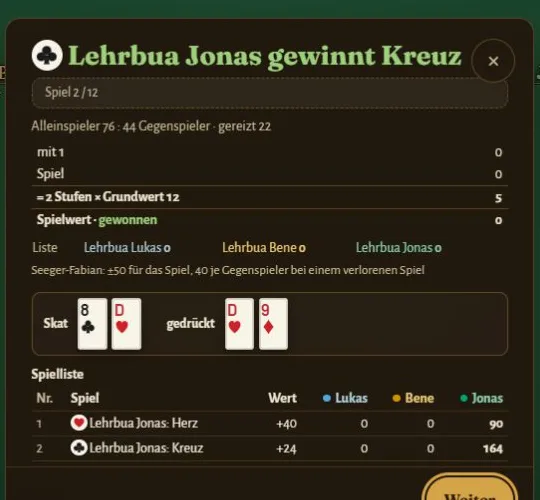 Lehrbua Jonas gewinnt Kreuz ×
Spiel 2 / 12
Alleinspieler 76 : 44 Gegenspieler · gereizt 22
mit 1 0
Spiel 0
= 2 Stufen × Grundwert 12 5
Spielwert · gewonnen 0
Liste Lehrbua Lukas 0 Lehrbua Bene 0 Lehrbua Jonas 0
Seeger-Fabian: ±50 für das Spiel, 40 je Gegenspieler bei einem verlorenen Spiel
Skat 8 D gedrückt D 9
Spielliste
Nr. Spiel Wert Lukas Bene Jonas
1 Lehrbua Jonas: Herz +40 0 0 90
2 Lehrbua Jonas: Kreuz +24 0 0 164
Weiter